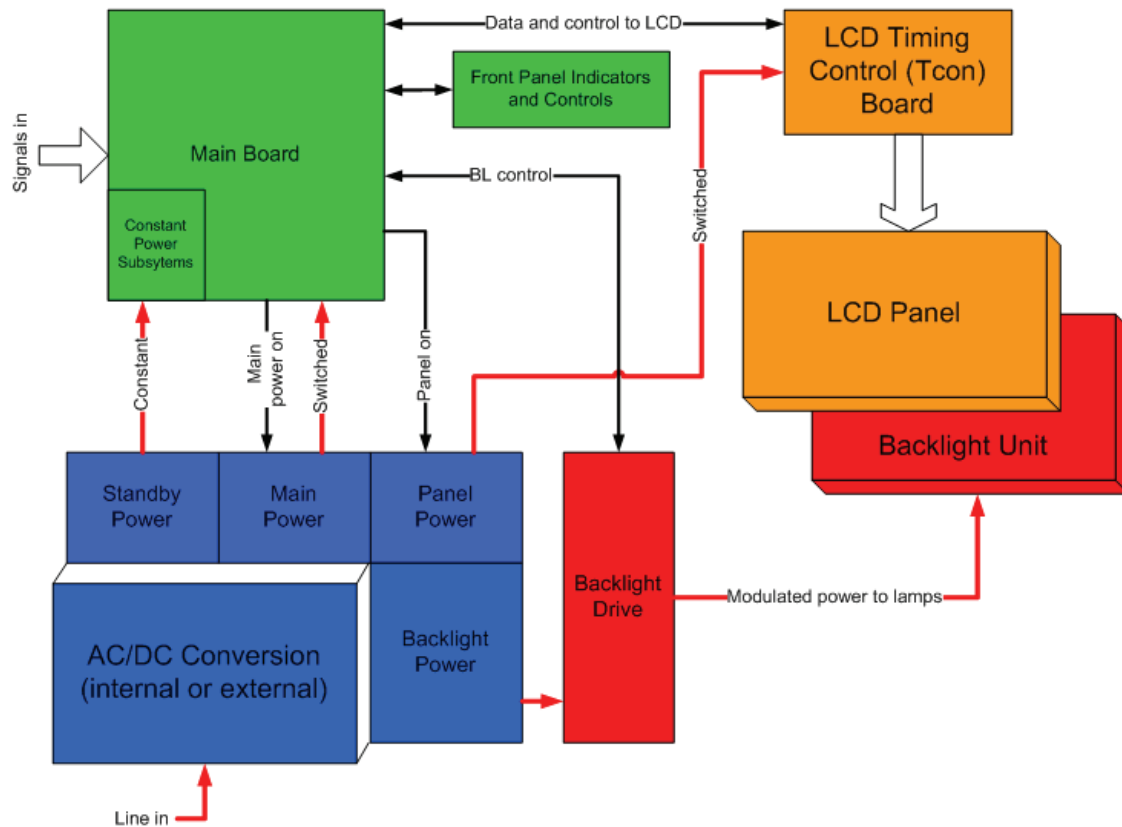 Data and control to LCD
LCD Timing
Control (Tcon)
Board
Front Panel Indicators
and Controls
Signals in
Main Board
BL control
Constant
Power
Subsytems
Switched
LCD Panel
Constant
Main
power on
Switched
Panel on
Backlight Unit
Standby
Power
Main
Power
Panel
Power
Backlight
Drive
Modulated power to lamps
AC/DC Conversion
(internal or external)
Backlight
Power
Line in